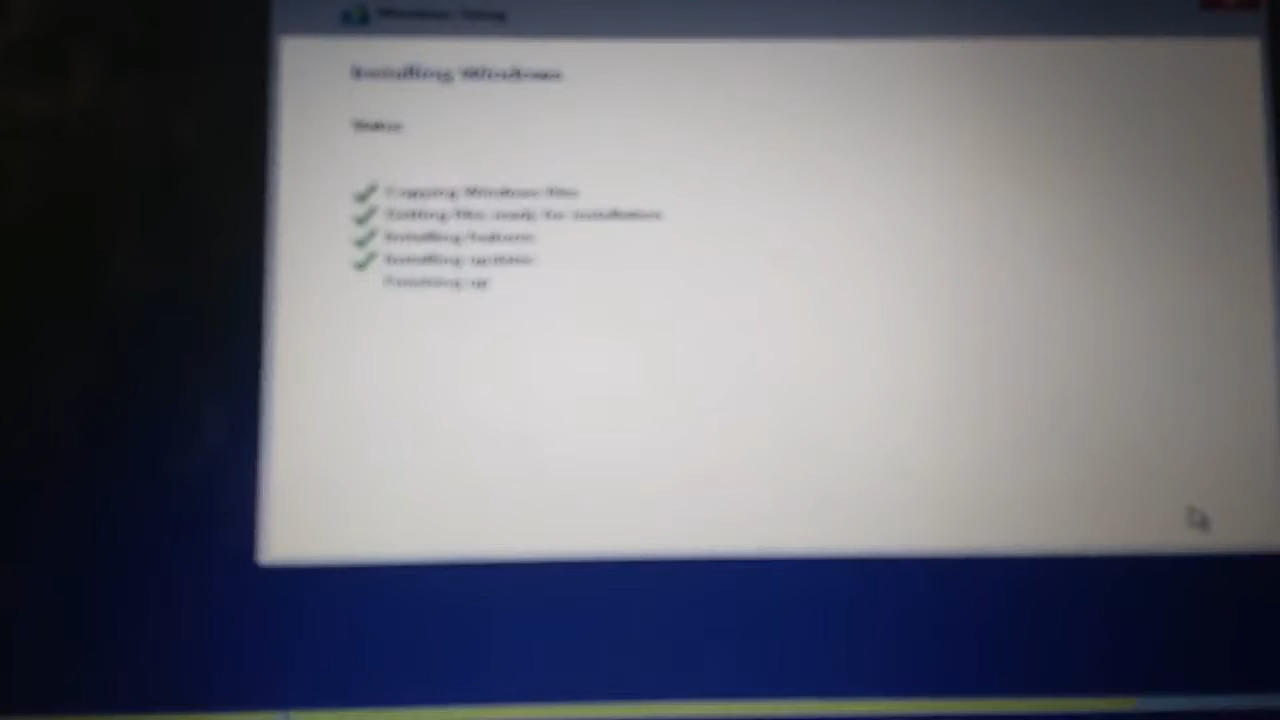 Windows Setup
Installing Windows
Status
Copying Windows files
Getting files ready for installation
Installing features
Installing updates
Finishing up